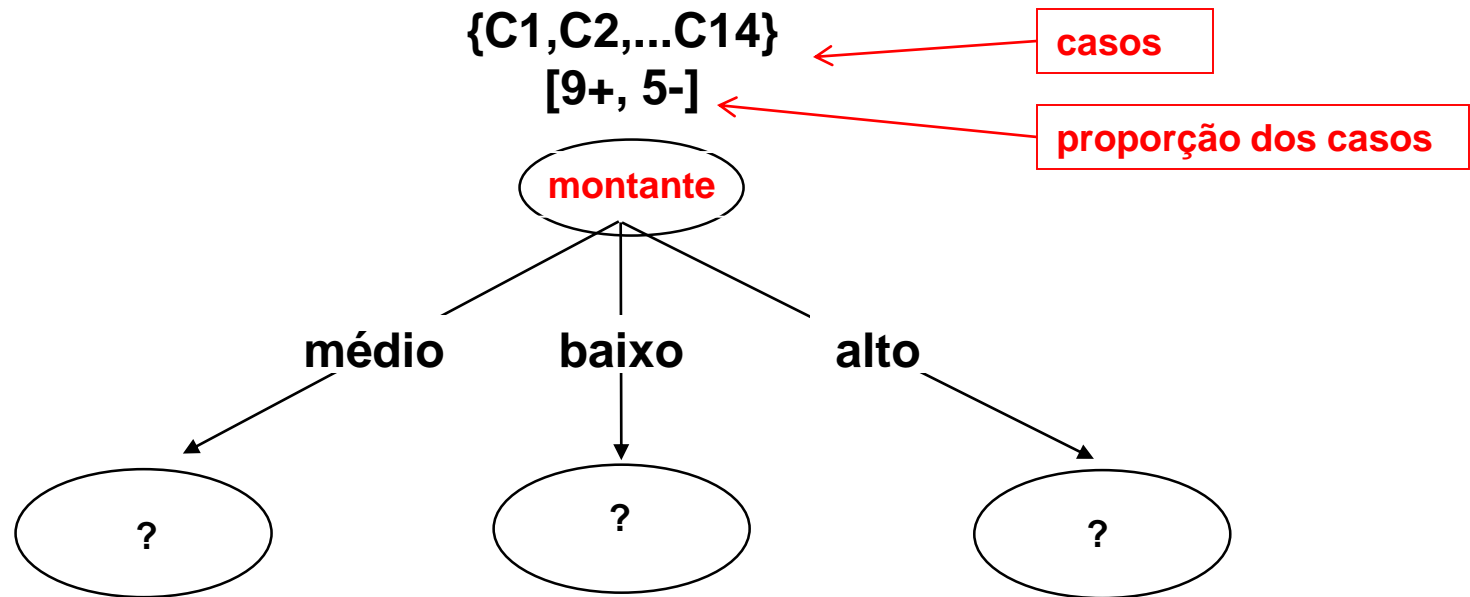 {C1,C2,...C14}
casos
[9+, 5-]
proporção dos casos
montante
médio
baixo
alto
?
?
?